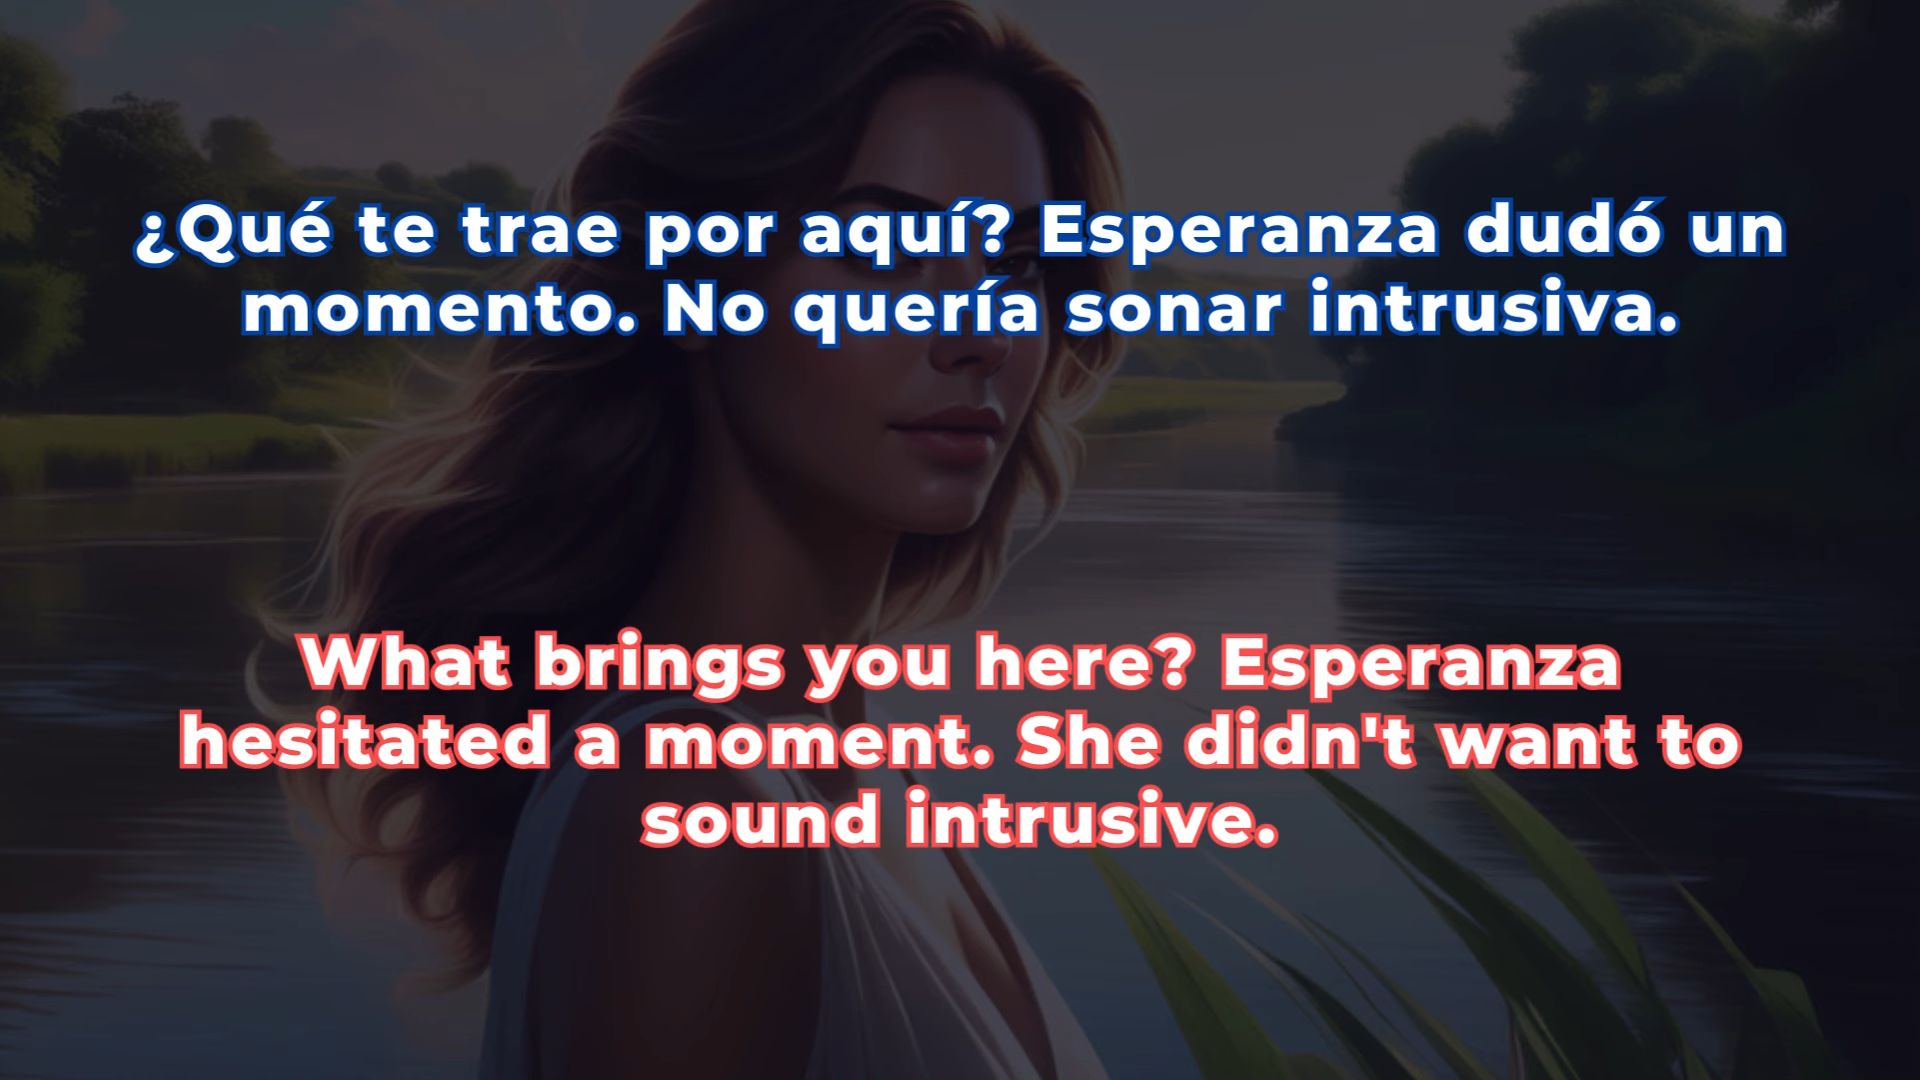 ¿Qué te trae por aquí? Esperanza dudó un
momento. No quería sonar intrusiva.
What brings you here? Esperanza
hesitated a moment. She didn't want to
sound intrusive.